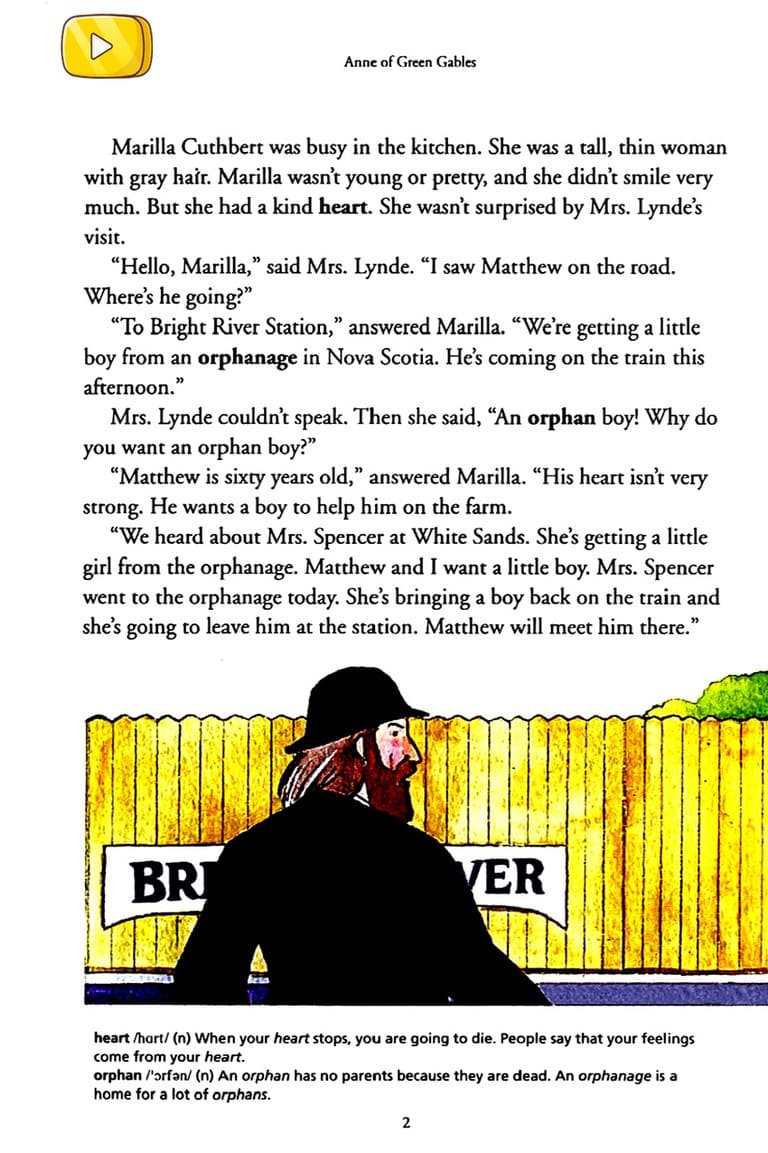 Anne of Green Gables
Marilla Cuthbert was busy in the kitchen. She was a tall, thin woman
with gray hair. Marilla wasn't young or pretty, and she didn't smile very
much. But she had a kind heart. She wasn't surprised by Mrs. Lynde's
visit.
“Hello, Marilla,” said Mrs. Lynde. “I saw Matthew on the road.
Where's he going?”
“To Bright River Station,” answered Marilla. “We're getting a little
boy from an orphanage in Nova Scotia. He's coming on the train this
afternoon.”
Mrs. Lynde couldn't speak. Then she said, “An orphan boy! Why do
you want an orphan boy?”
“Matthew is sixty years old,” answered Marilla. “His heart isn't very
strong. He wants a boy to help him on the farm.
“We heard about Mrs. Spencer at White Sands. She's getting a little
girl from the orphanage. Matthew and I want a little boy. Mrs. Spencer
went to the orphanage today. She's bringing a boy back on the train and
she's going to leave him at the station. Matthew will meet him there.”
BRI VER
heart /hɑrt/ (n) When your heart stops, you are going to die. People say that your feelings
come from your heart.
orphan /ˈɔrfən/ (n) An orphan has no parents because they are dead. An orphanage is a
home for a lot of orphans.
2